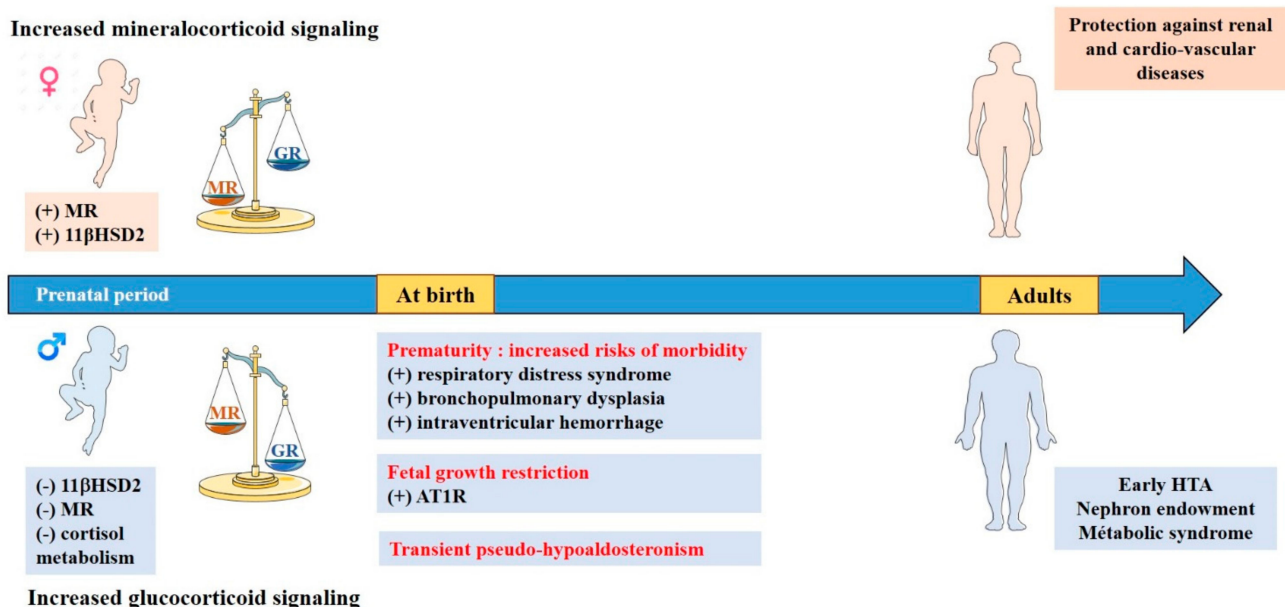 Increased mineralocorticoid signaling
GR
MR
(+) MR
(+) 11βHSD2
Protection against renal
and cardio-vascular
diseases
Prenatal period
At birth
Adults
MR
GR
(-) 11βHSD2
(-) MR
(-) cortisol
metabolism
Prematurity : increased risks of morbidity
(+) respiratory distress syndrome
(+) bronchopulmonary dysplasia
(+) intraventricular hemorrhage
Fetal growth restriction
(+) AT1R
Transient pseudo-hypoaldosteronism
Early HTA
Nephron endowment
Métabolic syndrome
Increased glucocorticoid signaling